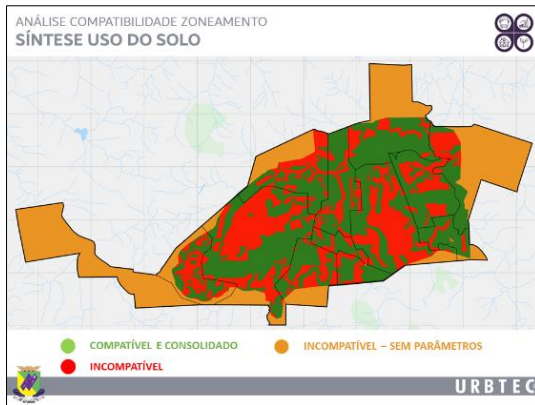 ANÁLISE COMPATIBILIDADE ZONEAMENTO
SÍNTESE USO DO SOLO
COMPATÍVEL E CONSOLIDADO
INCOMPATÍVEL – SEM PARÂMETROS
INCOMPATÍVEL
URBTEC